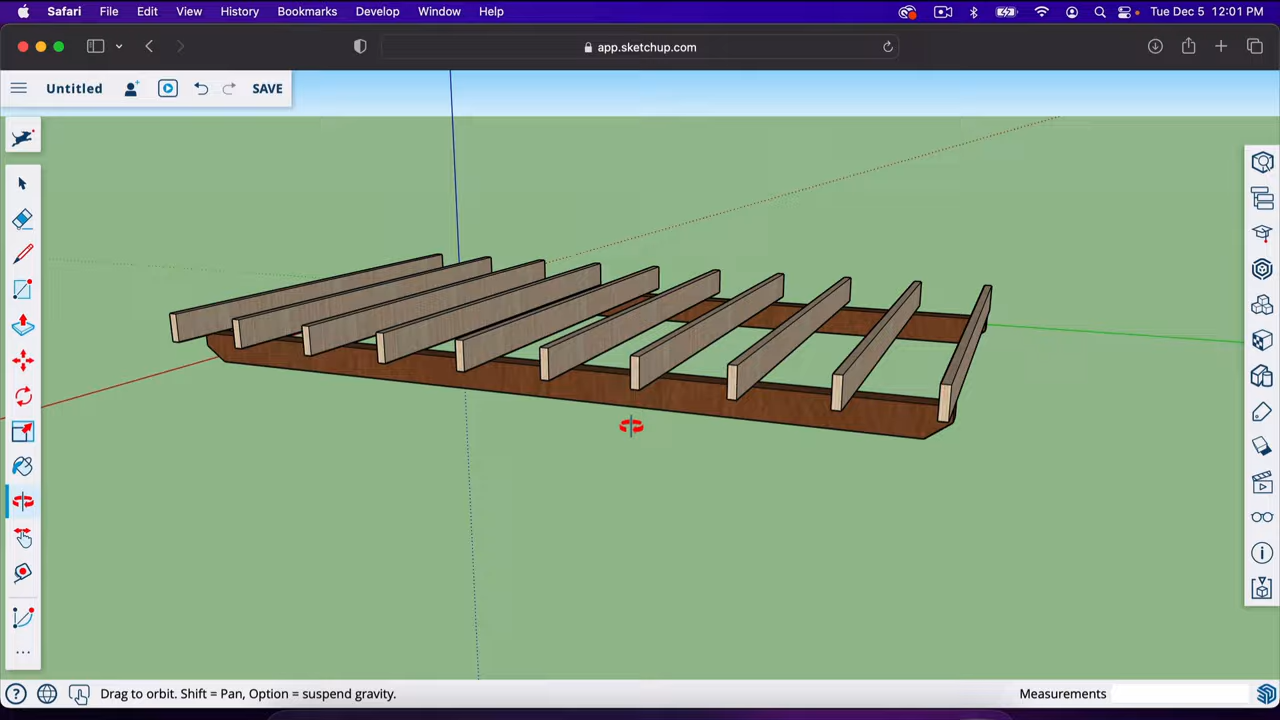 Safari File Edit View History Bookmarks Develop Window Help Tue Dec 5 12:01 PM
app.sketchup.com
Untitled SAVE
Drag to orbit. Shift = Pan, Option = suspend gravity. Measurements